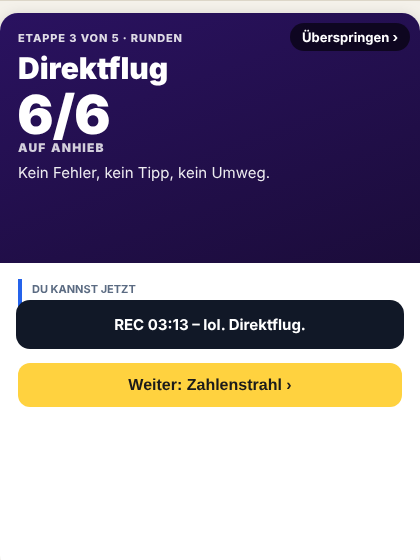 ETAPPE 3 VON 5 · RUNDEN
Überspringen ›
Direktflug
6/6
AUF ANHIEB
Kein Fehler, kein Tipp, kein Umweg.
DU KANNST JETZT
REC 03:13 – lol. Direktflug.
Weiter: Zahlenstrahl ›